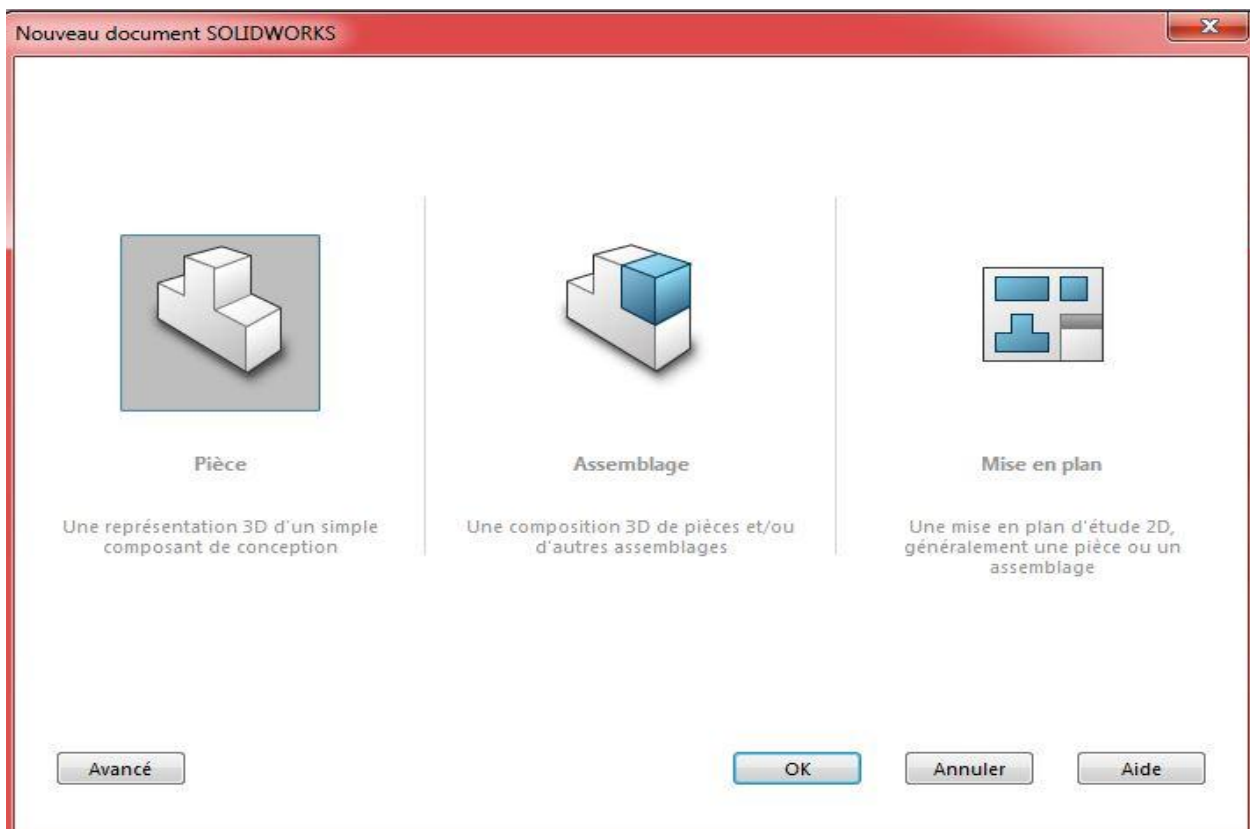 Nouveau document SOLIDWORKS
Pièce
Une représentation 3D d'un simple
composant de conception
Assemblage
Une composition 3D de pièces et/ou
d'autres assemblages
Mise en plan
Une mise en plan d'étude 2D,
généralement une pièce ou un
assemblage
Avancé
OK
Annuler
Aide